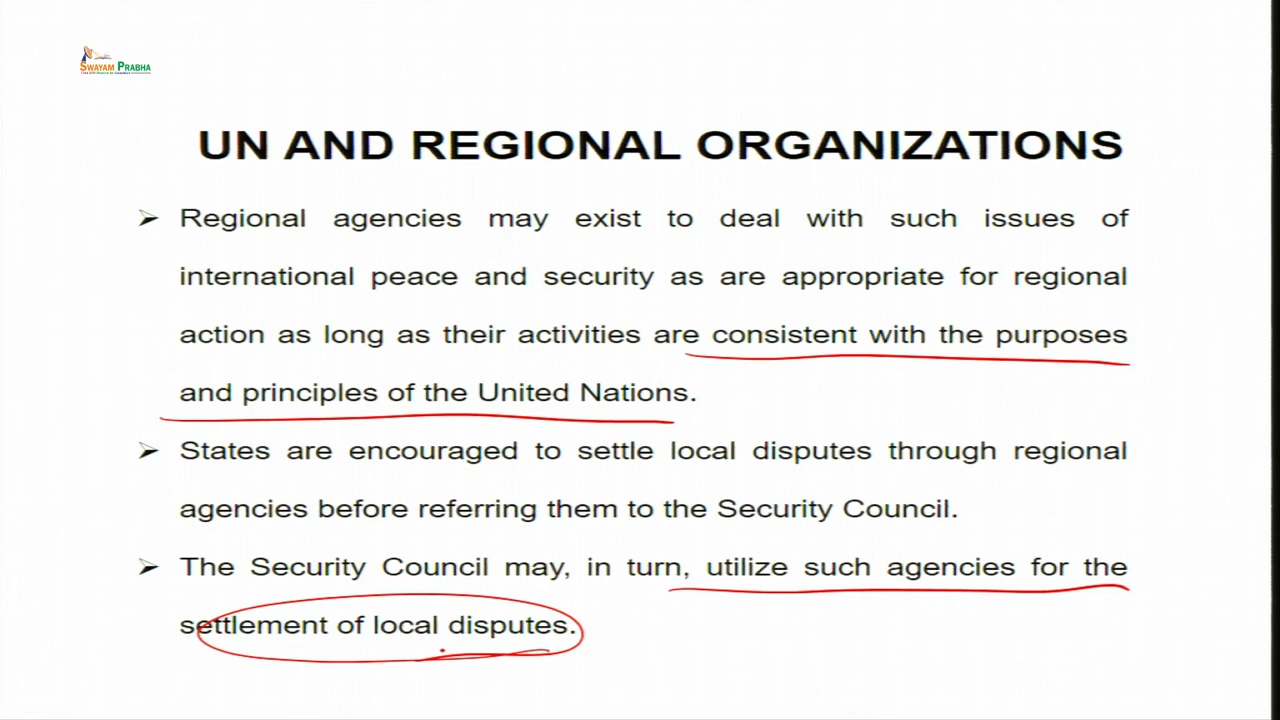 SWAYAM PRABHA
UN AND REGIONAL ORGANIZATIONS
➢ Regional agencies may exist to deal with such issues of
international peace and security as are appropriate for regional
action as long as their activities are consistent with the purposes
and principles of the United Nations.
➢ States are encouraged to settle local disputes through regional
agencies before referring them to the Security Council.
➢ The Security Council may, in turn, utilize such agencies for the
settlement of local disputes.